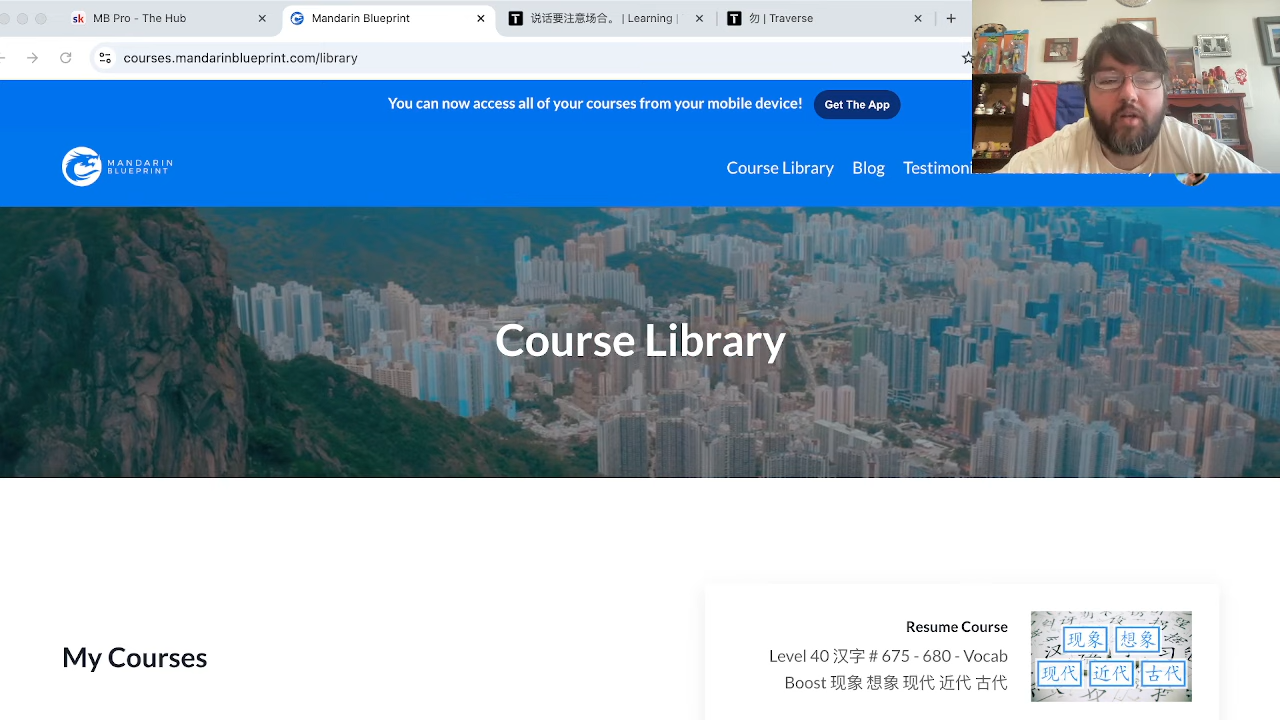 MB Pro - The Hub
Mandarin Blueprint
说话要注意场合。 | Learning |
勿 | Traverse
courses.mandarinblueprint.com/library
You can now access all of your courses from your mobile device!
Get The App
MANDARIN
BLUEPRINT
Course Library
Blog
Testimoni
Course Library
My Courses
Resume Course
Level 40 汉字 # 675 - 680 - Vocab
Boost 现象 想象 现代 近代 古代
现象 想象
现代 近代 古代